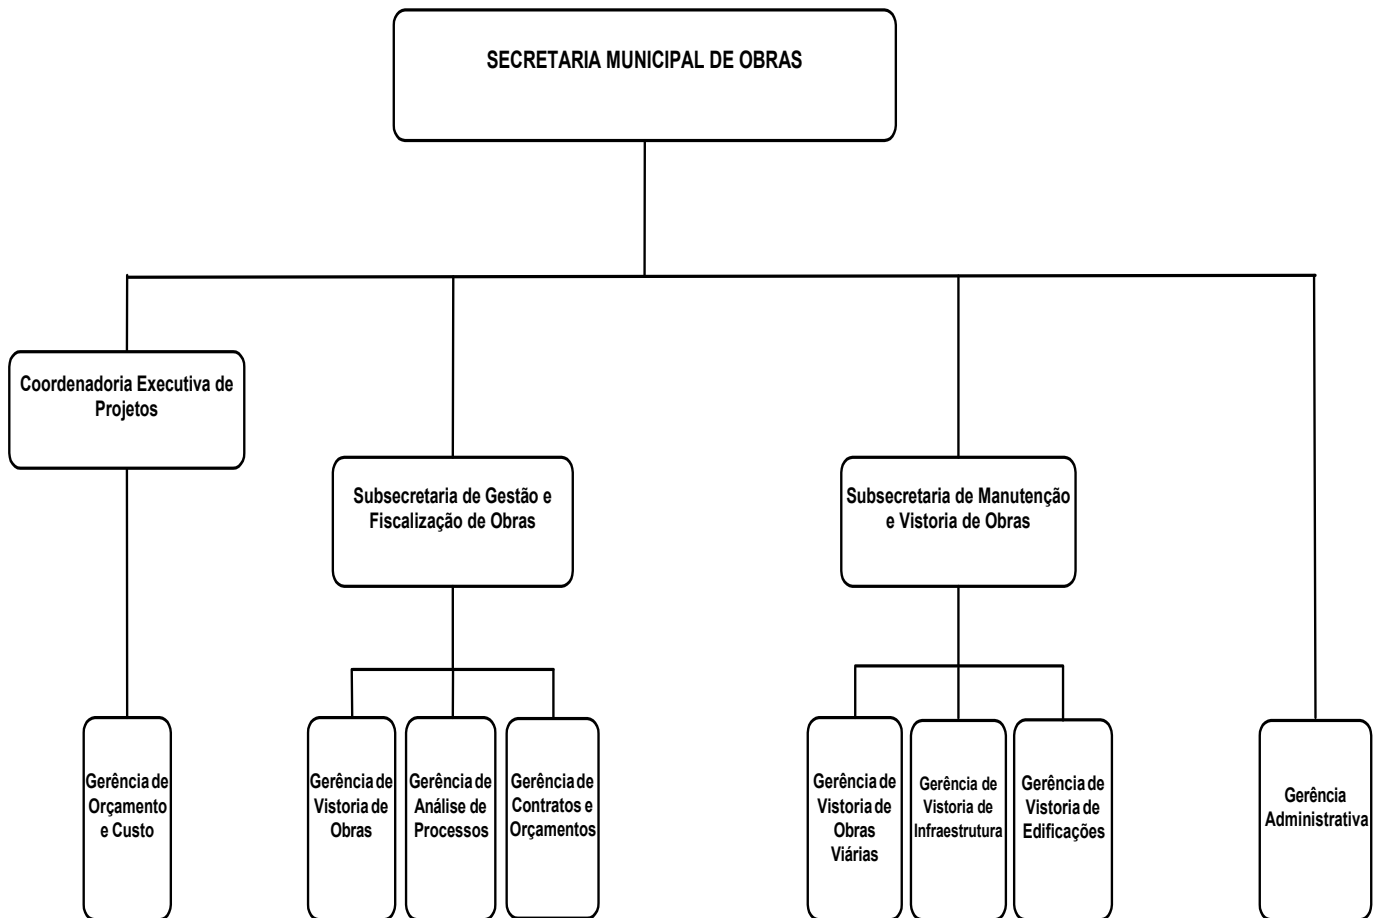 SECRETARIA MUNICIPAL DE OBRAS
Coordenadoria Executiva de
Projetos
Subsecretaria de Gestão e
Fiscalização de Obras
Subsecretaria de Manutenção
e Vistoria de Obras
Gerência de
Orçamento
e Custo
Gerência de
Vistoria de
Obras
Gerência de
Análise de
Processos
Gerência de
Contratos e
Orçamentos
Gerência de
Vistoria de
Obras
Viárias
Gerência de
Vistoria de
Infraestrutura
Gerência de
Vistoria de
Edificações
Gerência
Administrativa